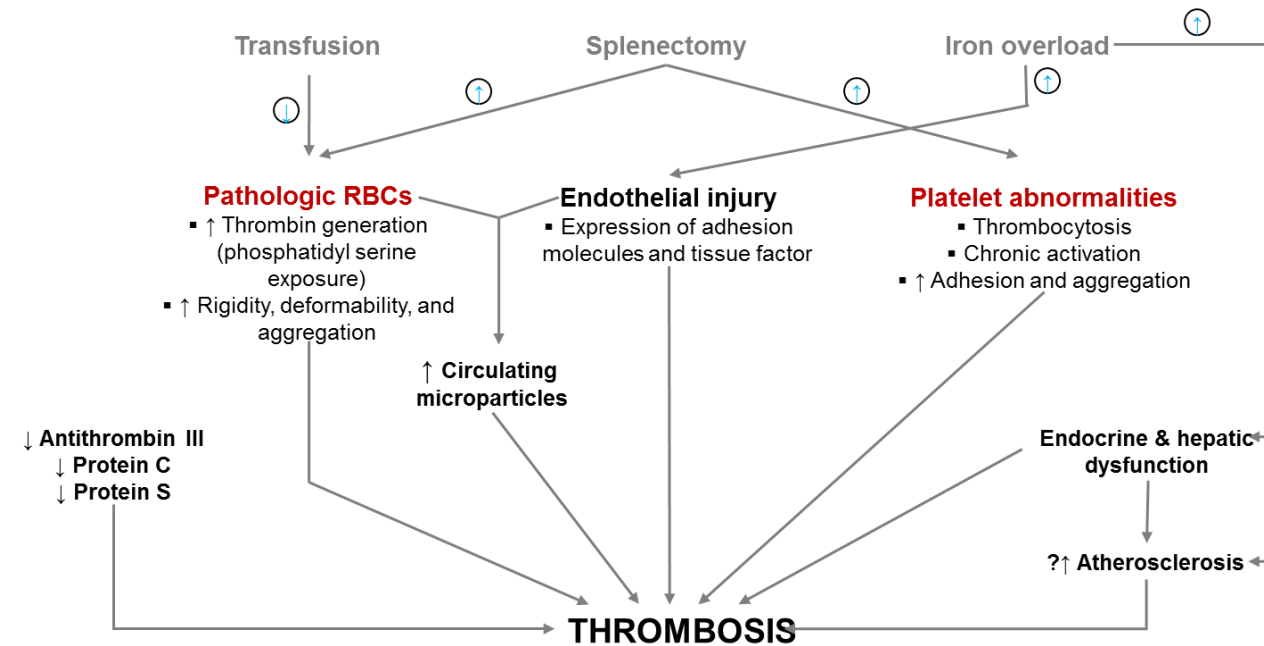 Transfusion
Splenectomy
Iron overload
↑
↓
↑
↑
↑
Pathologic RBCs
▪ ↑ Thrombin generation
(phosphatidyl serine
exposure)
▪ ↑ Rigidity, deformability, and
aggregation
Endothelial injury
▪ Expression of adhesion
molecules and tissue factor
Platelet abnormalities
▪ Thrombocytosis
▪ Chronic activation
▪ ↑ Adhesion and aggregation
↑ Circulating
microparticles
↓ Antithrombin III
↓ Protein C
↓ Protein S
Endocrine & hepatic
dysfunction
?↑ Atherosclerosis
THROMBOSIS